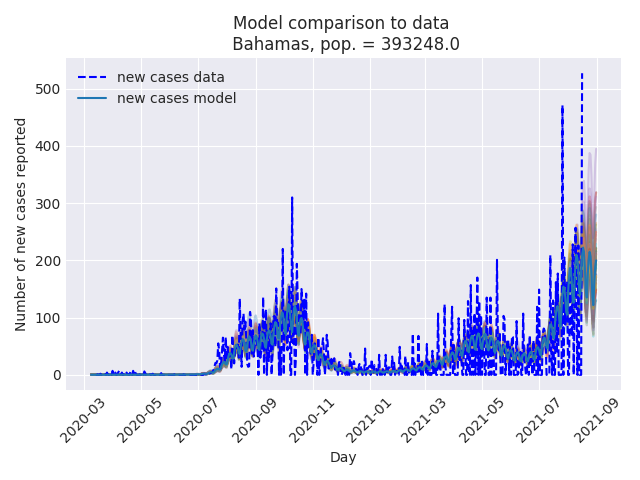 Model comparison to data
Bahamas, pop. = 393248.0
new cases data
new cases model
Number of new cases reported
500
400
300
200
100
0
2020-03
2020-05
2020-07
2020-09
2020-11
2021-01
2021-03
2021-05
2021-07
2021-09
Day